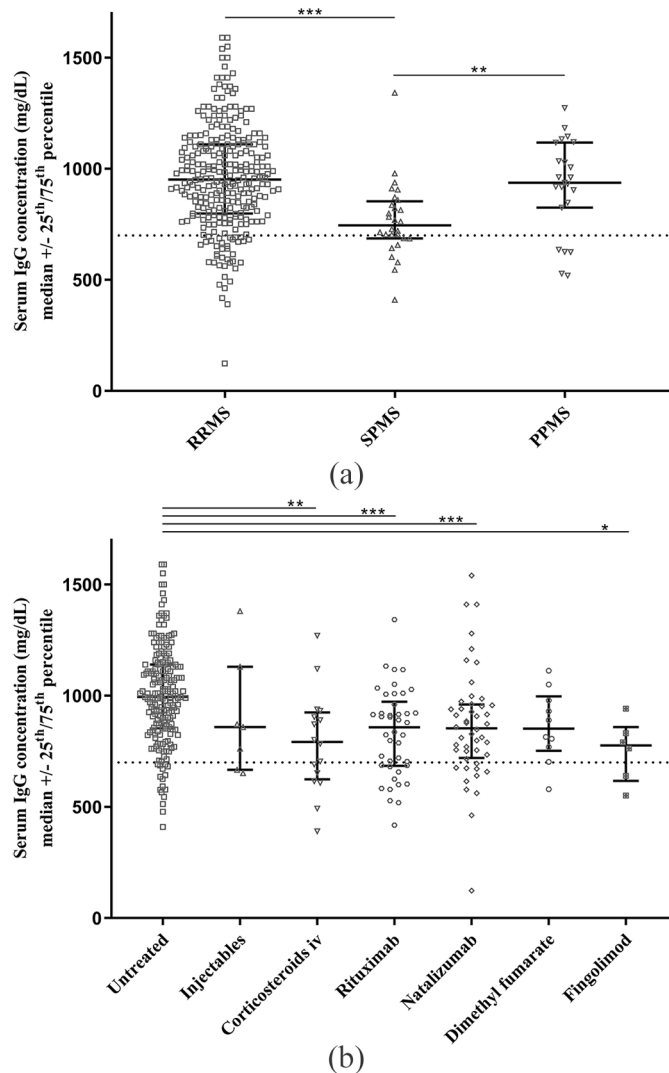 ***
**
1500
1000
500
0
Serum IgG concentration (mg/dL)
median +/- 25th/75th percentile
RRMS
SPMS
PPMS
(a)
**
***
***
*
1500
1000
500
0
Serum IgG concentration (mg/dL)
median +/- 25th/75th percentile
Untreated
Injectables
Corticosteroids iv
Rituximab
Natalizumab
Dimethyl fumarate
Fingolimod
(b)